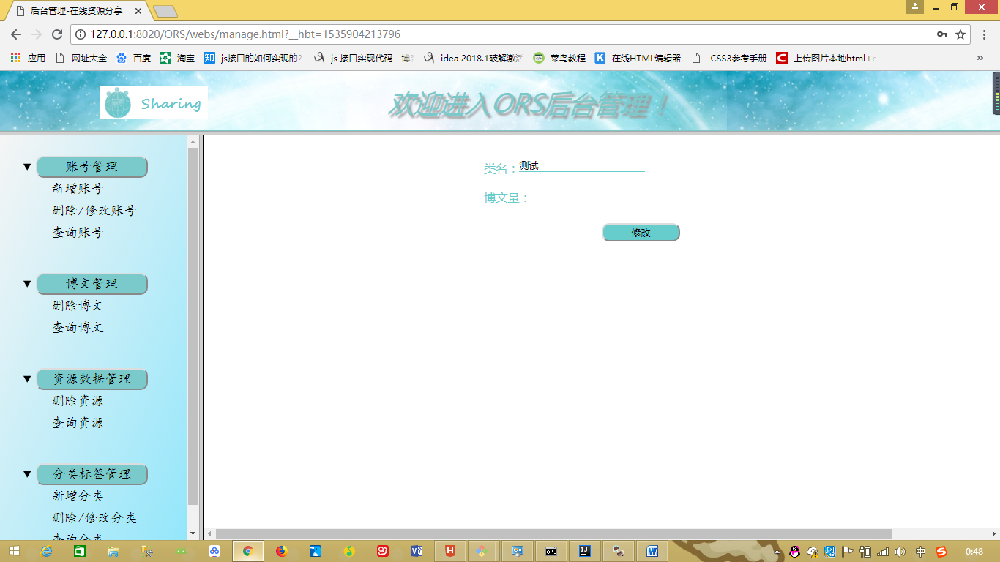 后台管理-在线资源分享
127.0.0.1:8020/ORS/webs/manage.html?__hbt=1535904213796
应用 网址大全 百度 淘宝 知 js接口的如何实现的? js 接口实现代码 - 博 idea 2018.1破解激活 菜鸟教程 K 在线HTML编辑器 CSS3参考手册 C 上传图片本地html+c »
Sharing
欢迎进入ORS后台管理！
账号管理
新增账号
删除/修改账号
查询账号
博文管理
删除博文
查询博文
资源数据管理
删除资源
查询资源
分类标签管理
新增分类
删除/修改分类
查询分类
类名：测试
博文量：
修改
中
0:48